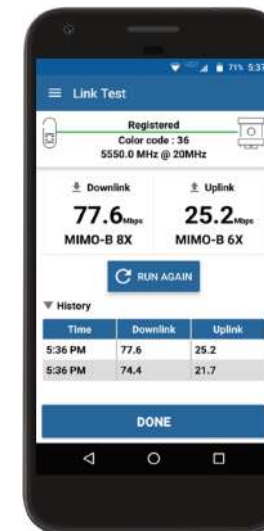 71% 5:37
Link Test
Registered
Color code : 36
5550.0 MHz @ 20MHz
Downlink Uplink
77.6Mbps 25.2Mbps
MIMO-B 8X MIMO-B 6X
RUN AGAIN
History
Time Downlink Uplink
5:36 PM 77.6 25.2
5:36 PM 74.4 21.7
DONE